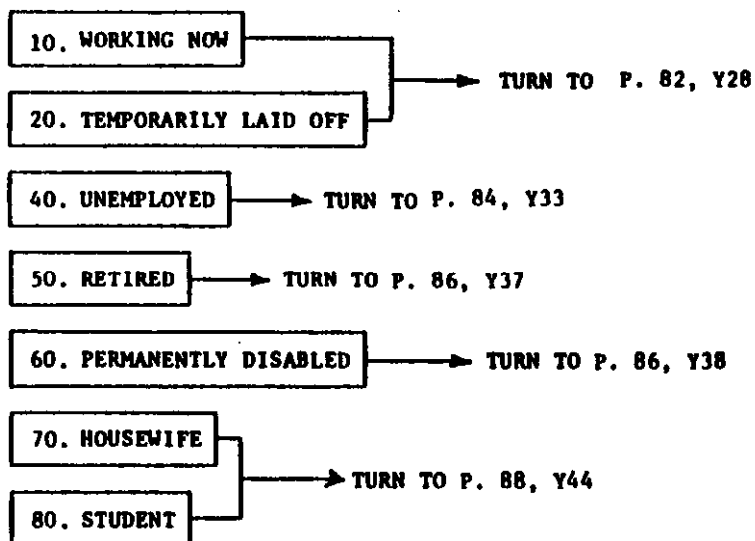 10. WORKING NOW
TURN TO P. 82, Y28
20. TEMPORARILY LAID OFF
40. UNEMPLOYED TURN TO P. 84, Y33
50. RETIRED TURN TO P. 86, Y37
60. PERMANENTLY DISABLED TURN TO P. 86, Y38
70. HOUSEWIFE
TURN TO P. 88, Y44
80. STUDENT